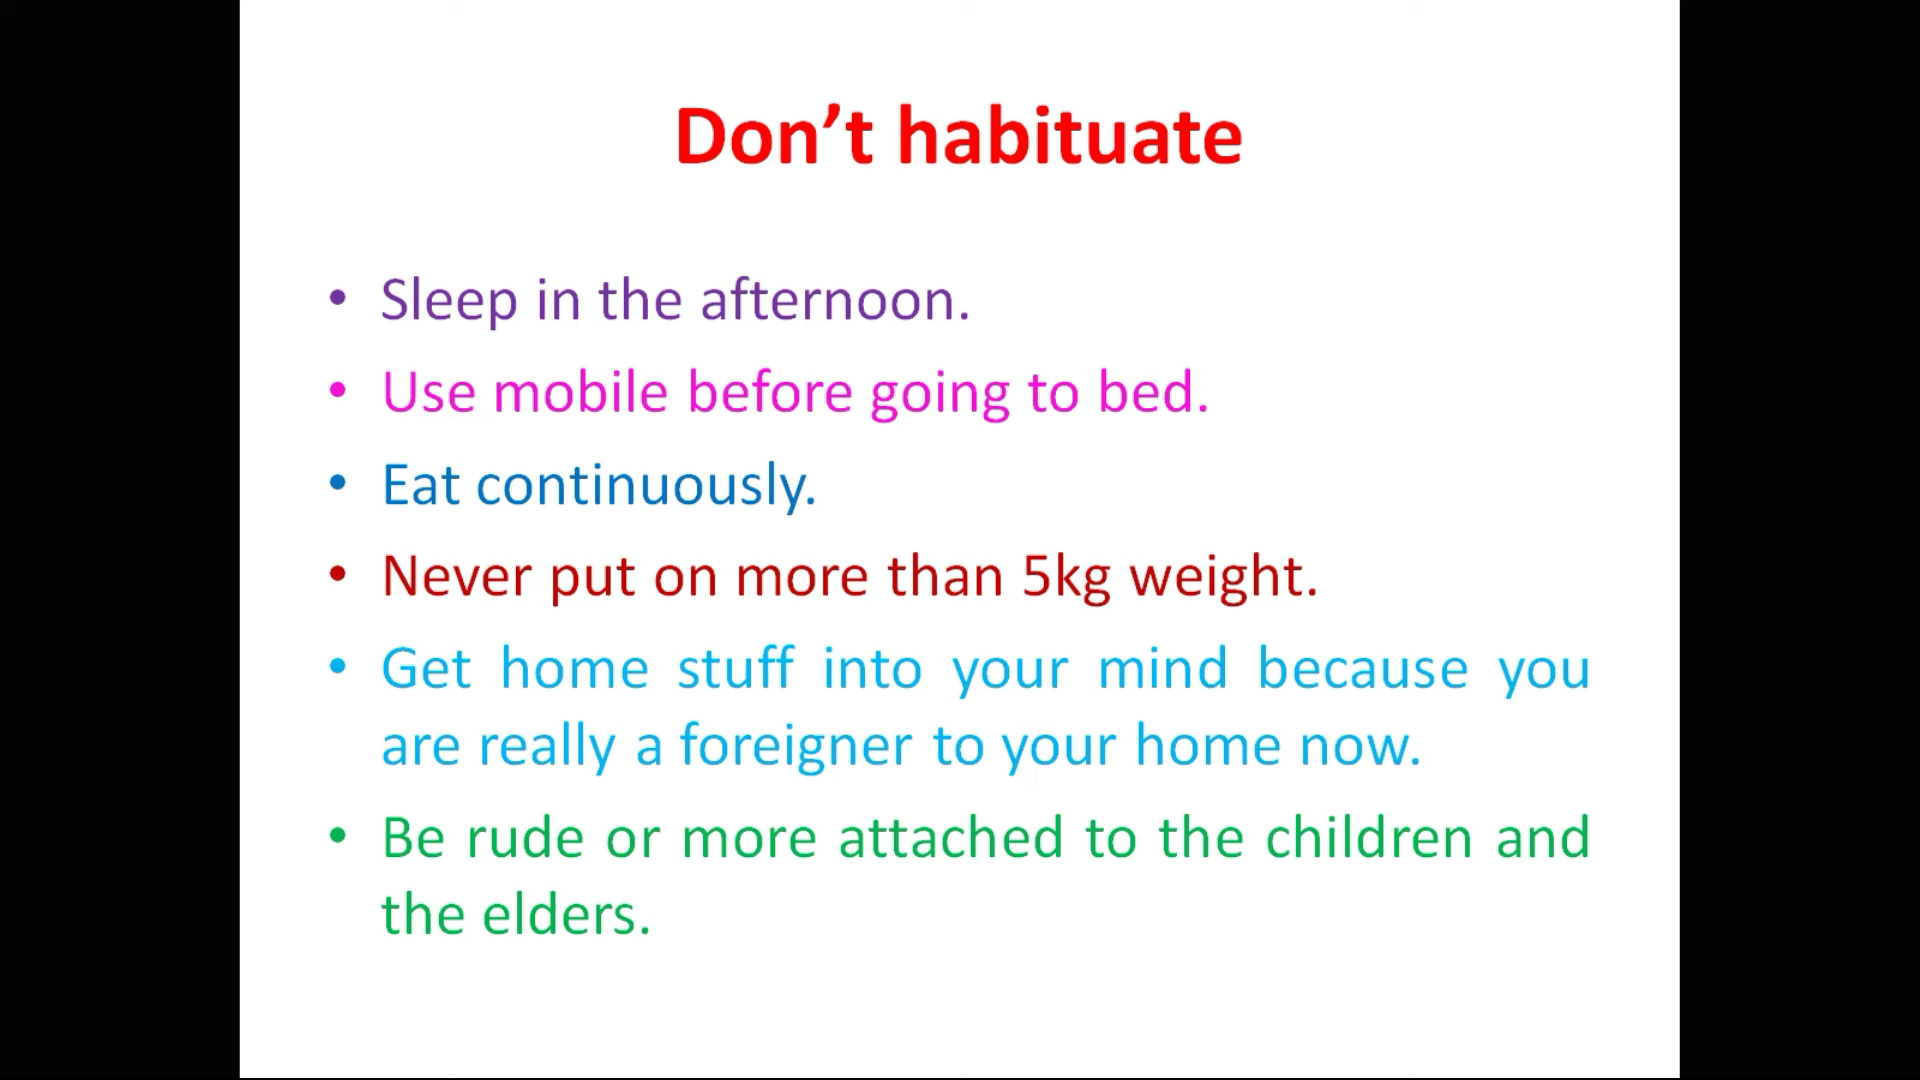 Don’t habituate
• Sleep in the afternoon.
• Use mobile before going to bed.
• Eat continuously.
• Never put on more than 5kg weight.
• Get home stuff into your mind because you
are really a foreigner to your home now.
• Be rude or more attached to the children and
the elders.